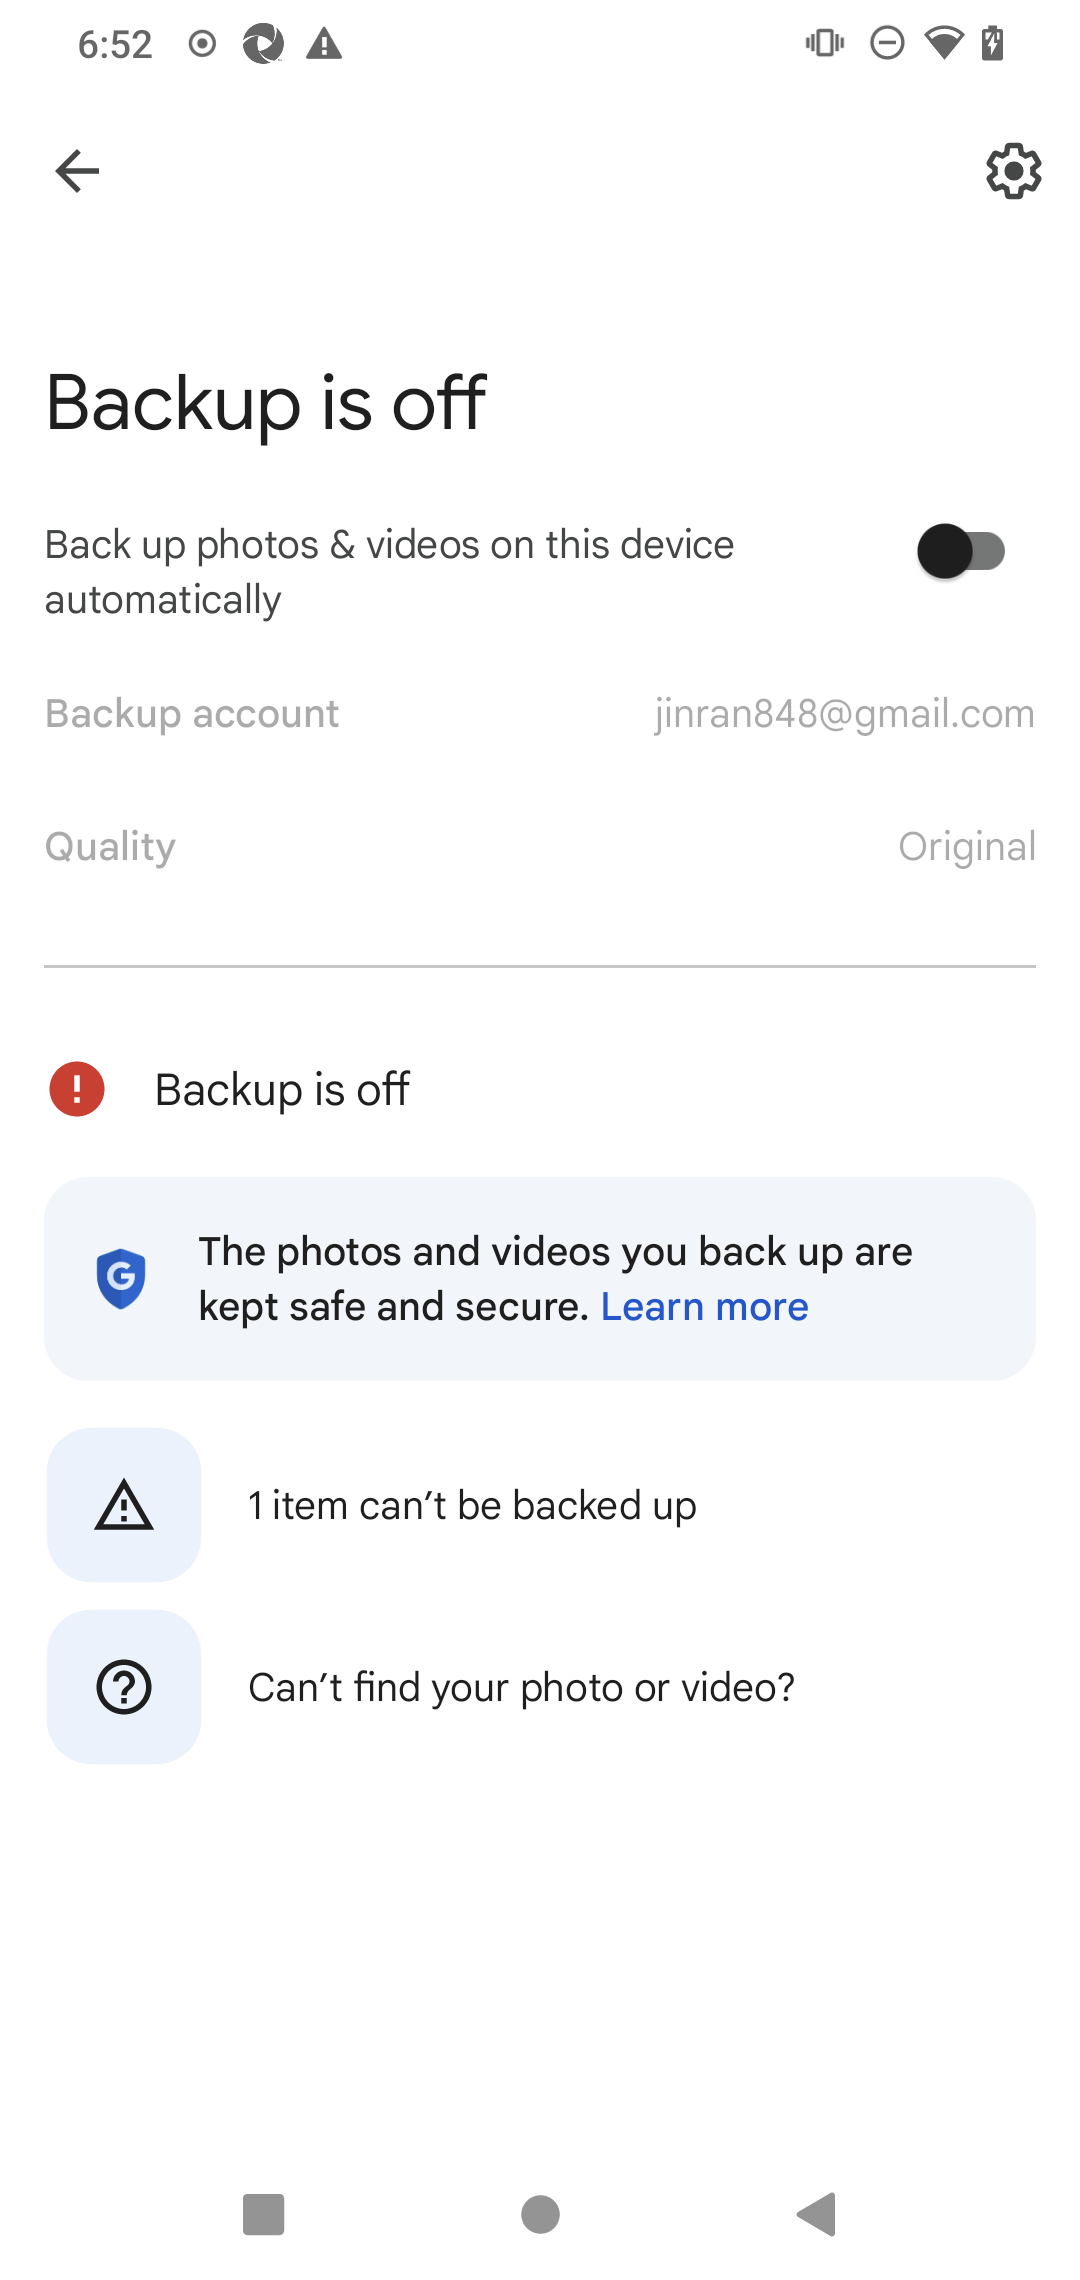 6:52
Backup is off
Back up photos & videos on this device
automatically
Backup account jinran848@gmail.com
Quality Original
Backup is off
The photos and videos you back up are
kept safe and secure. Learn more
1 item can’t be backed up
Can’t find your photo or video?